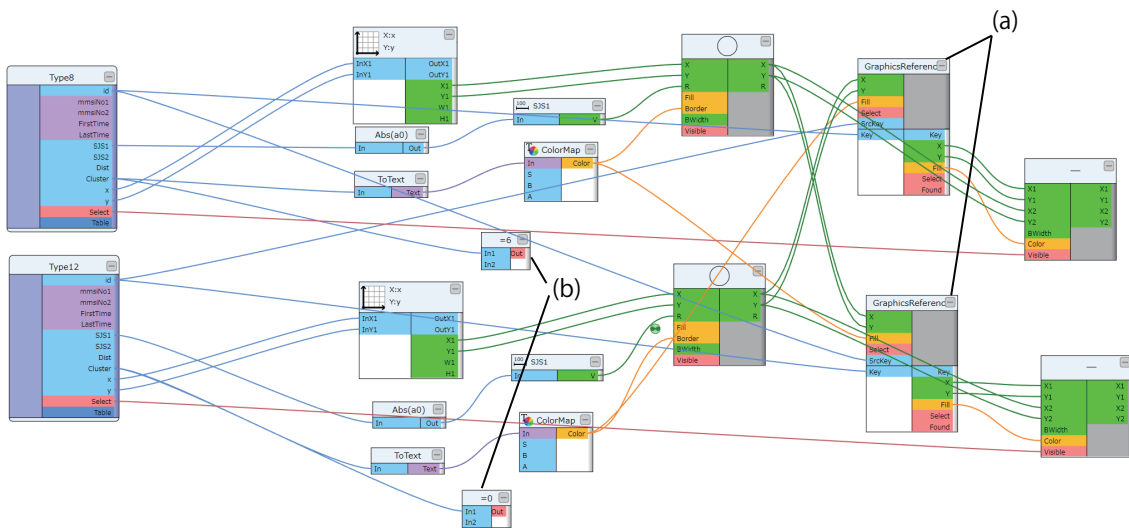 (a)
Type8
id
mmsiNo1
mmsiNo2
FirstTime
LastTime
SJS1
SJS2
Dist
Cluster
x
y
Select
Table
X:x
Y:y
InX1 OutX1
InY1 OutY1
X1
Y1
W1
H1
Abs(a0)
In Out
ToText
In Text
100 SJS1
In V
T ColorMap
In Color
S
B
A
=6
In1 Out
In2
X X
Y Y
R R
Fill
Border
BWidth
Visible
GraphicsReferenc
X
Y
Fill
Select
SrcKey
Key Key
X
Y
Fill
Select
Found
X1 X1
Y1 Y1
X2 X2
Y2 Y2
BWidth
Color
Visible
(b)
Type12
id
mmsiNo1
mmsiNo2
FirstTime
LastTime
SJS1
SJS2
Dist
Cluster
x
y
Select
Table
X:x
Y:y
InX1 OutX1
InY1 OutY1
X1
Y1
W1
H1
Abs(a0)
In Out
ToText
In Text
100 SJS1
In V
T ColorMap
In Color
S
B
A
=0
In1 Out
In2
X X
Y Y
R R
Fill
Border
BWidth
Visible
GraphicsReferenc
X
Y
Fill
Select
SrcKey
Key Key
X
Y
Fill
Select
Found
X1 X1
Y1 Y1
X2 X2
Y2 Y2
BWidth
Color
Visible